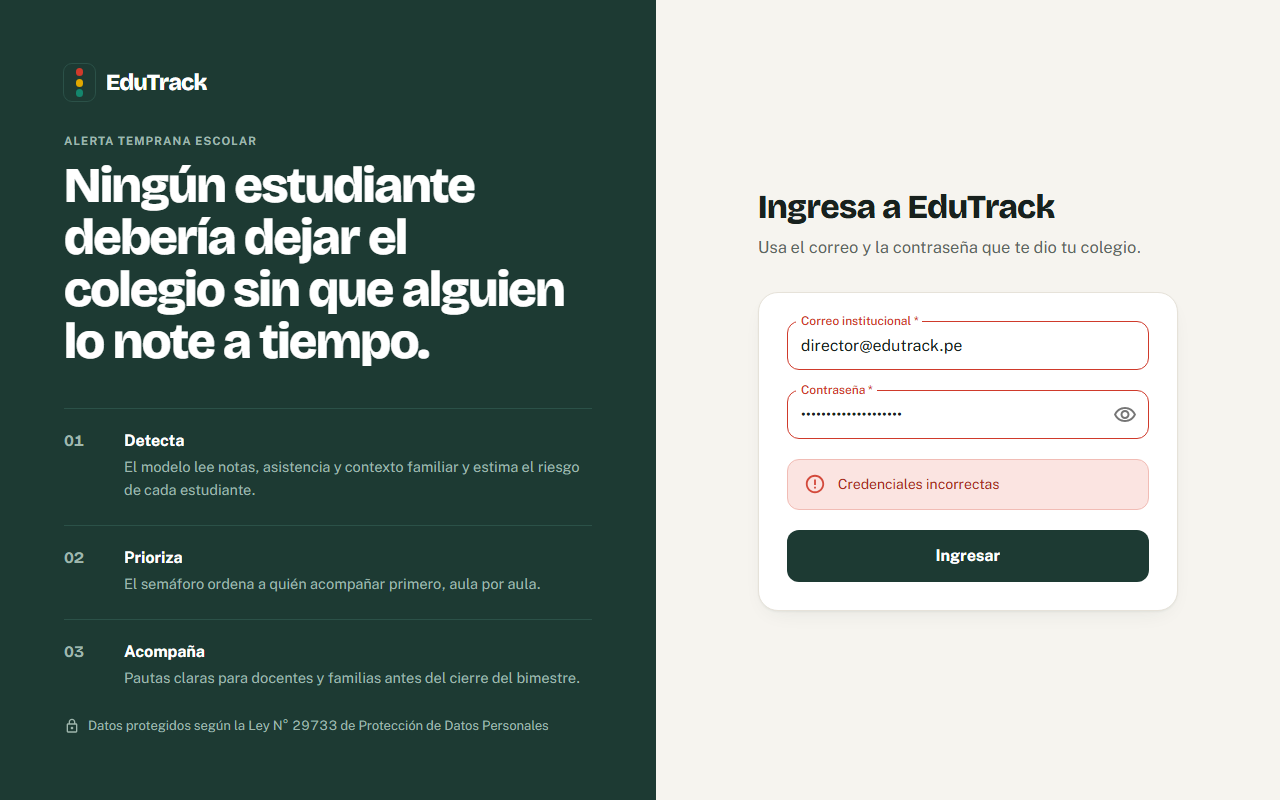 EduTrack
ALERTA TEMPRANA ESCOLAR
Ningún estudiante
debería dejar el
colegio sin que alguien
lo note a tiempo.
01 Detecta
El modelo lee notas, asistencia y contexto familiar y estima el riesgo
de cada estudiante.
02 Prioriza
El semáforo ordena a quién acompañar primero, aula por aula.
03 Acompaña
Pautas claras para docentes y familias antes del cierre del bimestre.
Datos protegidos según la Ley N° 29733 de Protección de Datos Personales
Ingresa a EduTrack
Usa el correo y la contraseña que te dio tu colegio.
Correo institucional *
director@edutrack.pe
Contraseña *
••••••••••••••••••••
Credenciales incorrectas
Ingresar